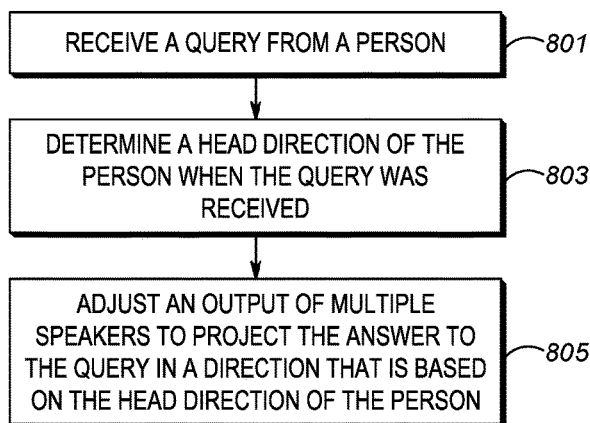 RECEIVE A QUERY FROM A PERSON
801
DETERMINE A HEAD DIRECTION OF THE
PERSON WHEN THE QUERY WAS
RECEIVED
803
ADJUST AN OUTPUT OF MULTIPLE
SPEAKERS TO PROJECT THE ANSWER TO
THE QUERY IN A DIRECTION THAT IS BASED
ON THE HEAD DIRECTION OF THE PERSON
805